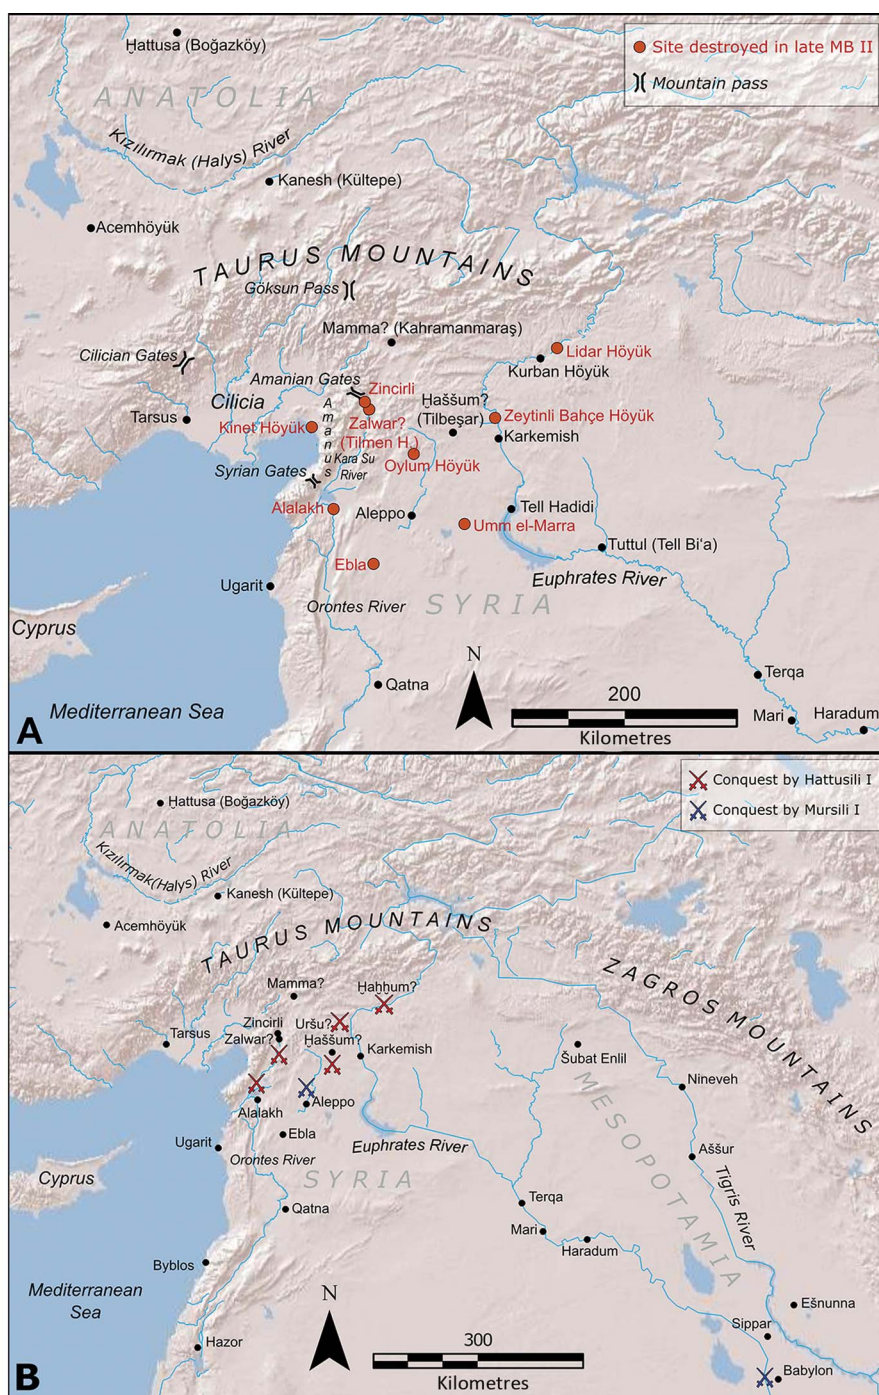 Site destroyed in late MB II
Mountain pass
Ḫattusa (Boğazköy)
ANATOLIA
Kızılırmak (Halys) River
Kanesh (Kültepe)
Acemhöyük
TAURUS MOUNTAINS
Göksun Pass
Mamma? (Kahramanmaraş)
Cilician Gates
Lidar Höyük
Kurban Höyük
Amanian Gates
Zincirli
Cilicia
Amanus
Ḫaššum?
(Tilbeşar)
Tarsus
Kinet Höyük
Zalwar?
(Tilmen H.)
Zeytinli Bahçe Höyük
Karkemish
Kara Su
River
Oylum Höyük
Syrian Gates
Alalakh
Aleppo
Tell Hadidi
Umm el-Marra
Tuttul (Tell Bi'a)
Ebla
Euphrates River
Ugarit
Orontes River
SYRIA
Cyprus
N
Qatna
Terqa
200
Mediterranean Sea
Mari
Haradum
Kilometres
A
Conquest by Hattusili I
Conquest by Mursili I
Ḫattusa (Boğazköy)
ANATOLIA
Kızılırmak(Halys) River
Kanesh (Kültepe)
Acemhöyük
TAURUS MOUNTAINS
ZAGROS MOUNTAINS
Mamma?
Ḫaḫḫum?
Zincirli
Uršu?
Tarsus
Zalwar?
Ḫaššum?
Karkemish
Šubat Enlil
Nineveh
Alalakh
Aleppo
MESOPOTAMIA
Ugarit
Ebla
Euphrates River
Orontes River
Aššur
Cyprus
SYRIA
Tigris River
Qatna
Terqa
Mari
Haradum
Byblos
Mediterranean
Sea
N
Ešnunna
Sippar
Hazor
300
Babylon
Kilometres
B